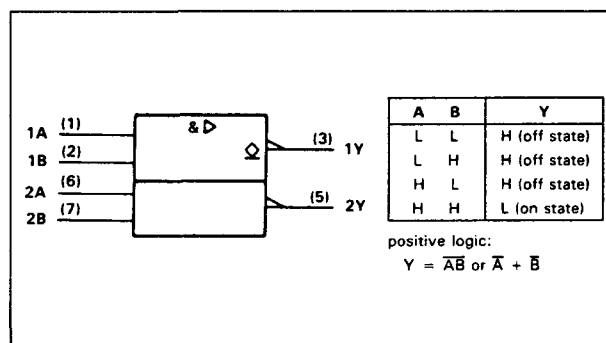 & ▷
1A (1)
1B (2)
2A (6)
2B (7)
◇
(3) 1Y
(5) 2Y
A B Y
L L H (off state)
L H H (off state)
H L H (off state)
H H L (on state)
positive logic:
Y = A̅B̅ or A̅ + B̅